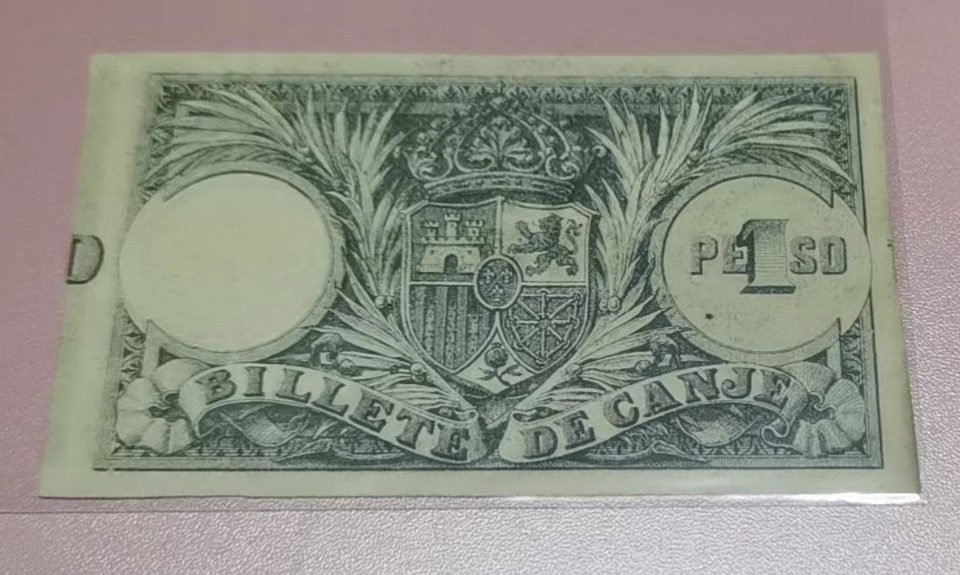 D
PE1SO
BILLETE DE CANJE